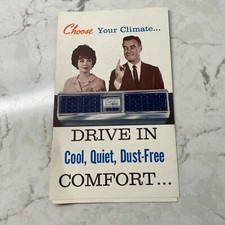 Choose Your Climate...
DRIVE IN
Cool, Quiet, Dust-Free
COMFORT...